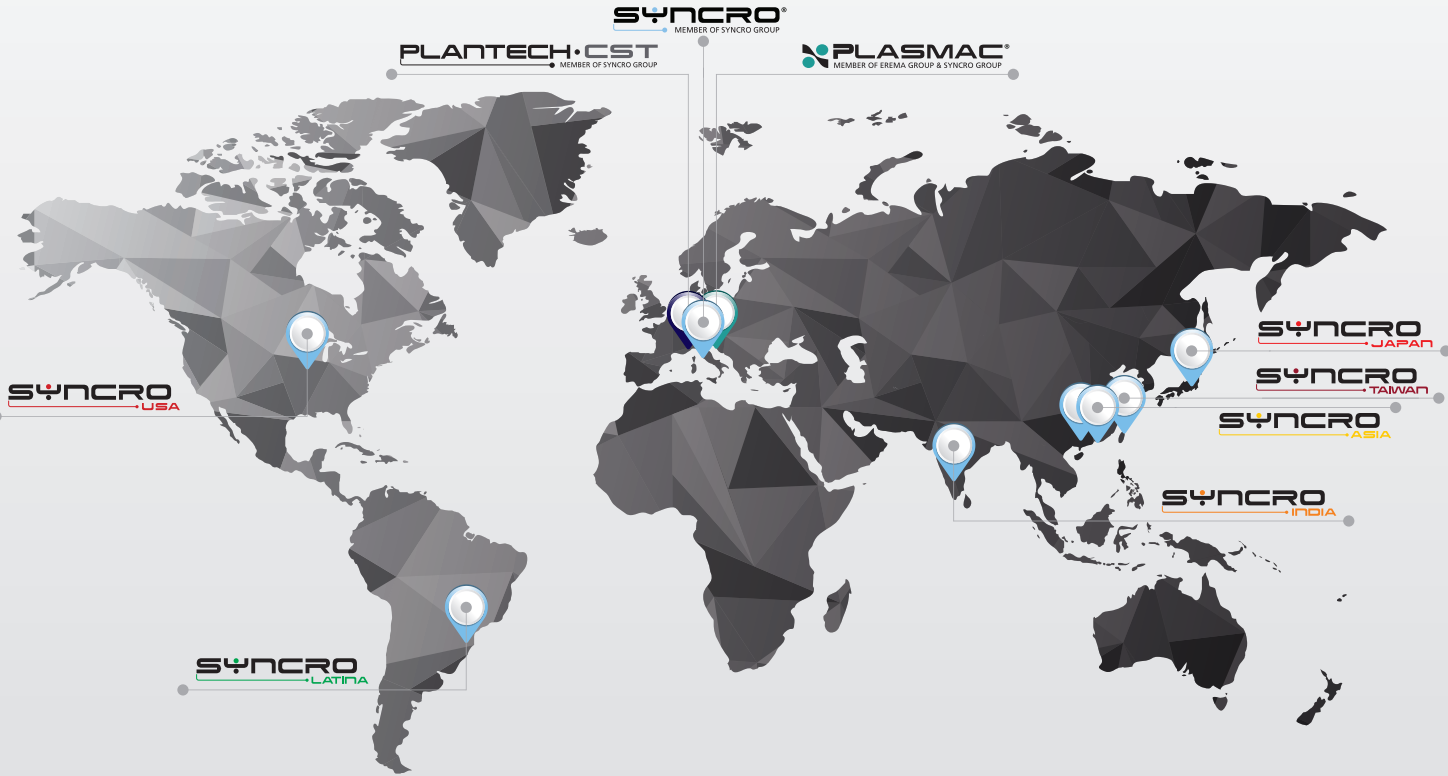 SYNCRO®
MEMBER OF SYNCRO GROUP
PLANTECH·CST
MEMBER OF SYNCRO GROUP
PLASMAC®
MEMBER OF EREMA GROUP & SYNCRO GROUP
SYNCRO
JAPAN
SYNCRO
TAIWAN
SYNCRO
USA
SYNCRO
ASIA
SYNCRO
INDIA
SYNCRO
LATINA